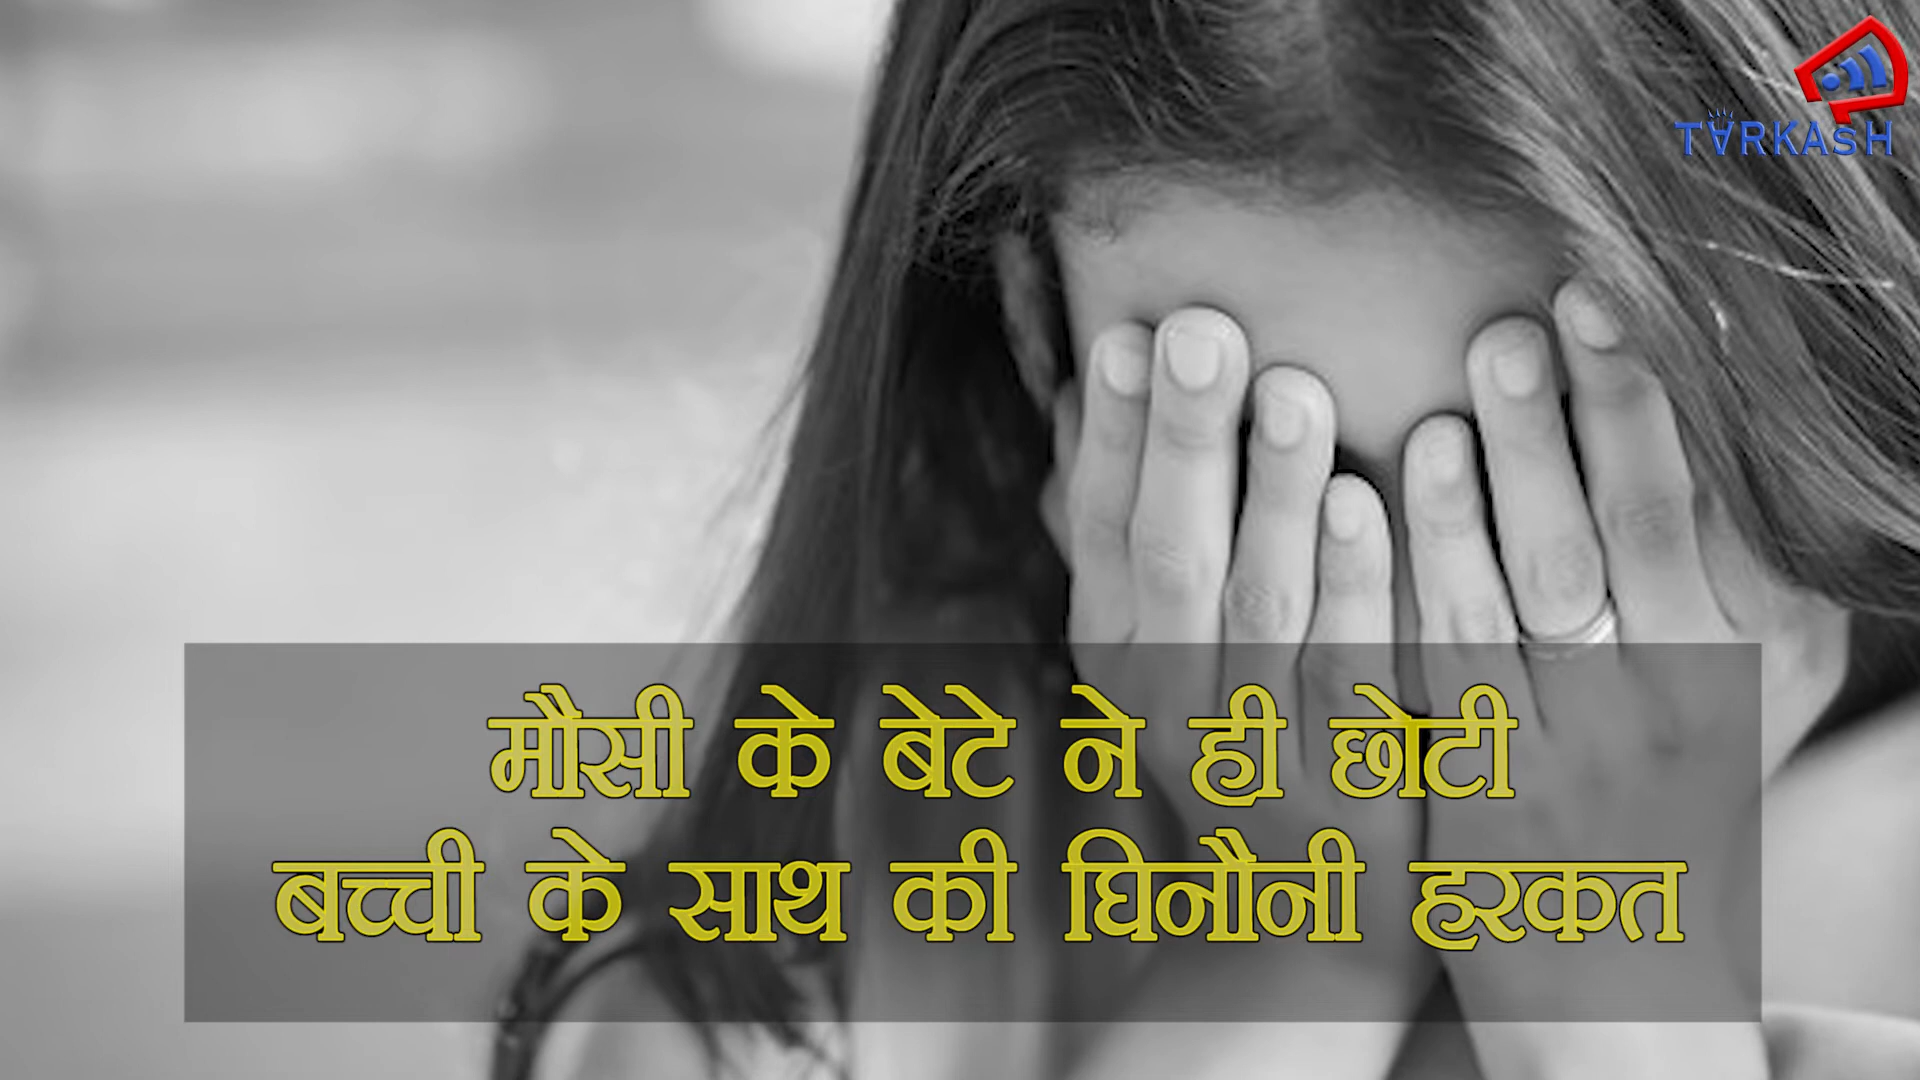 TARKASH
मौसी के बेटे ने ही छोटी
बच्ची के साथ की घिनौनी हरकत